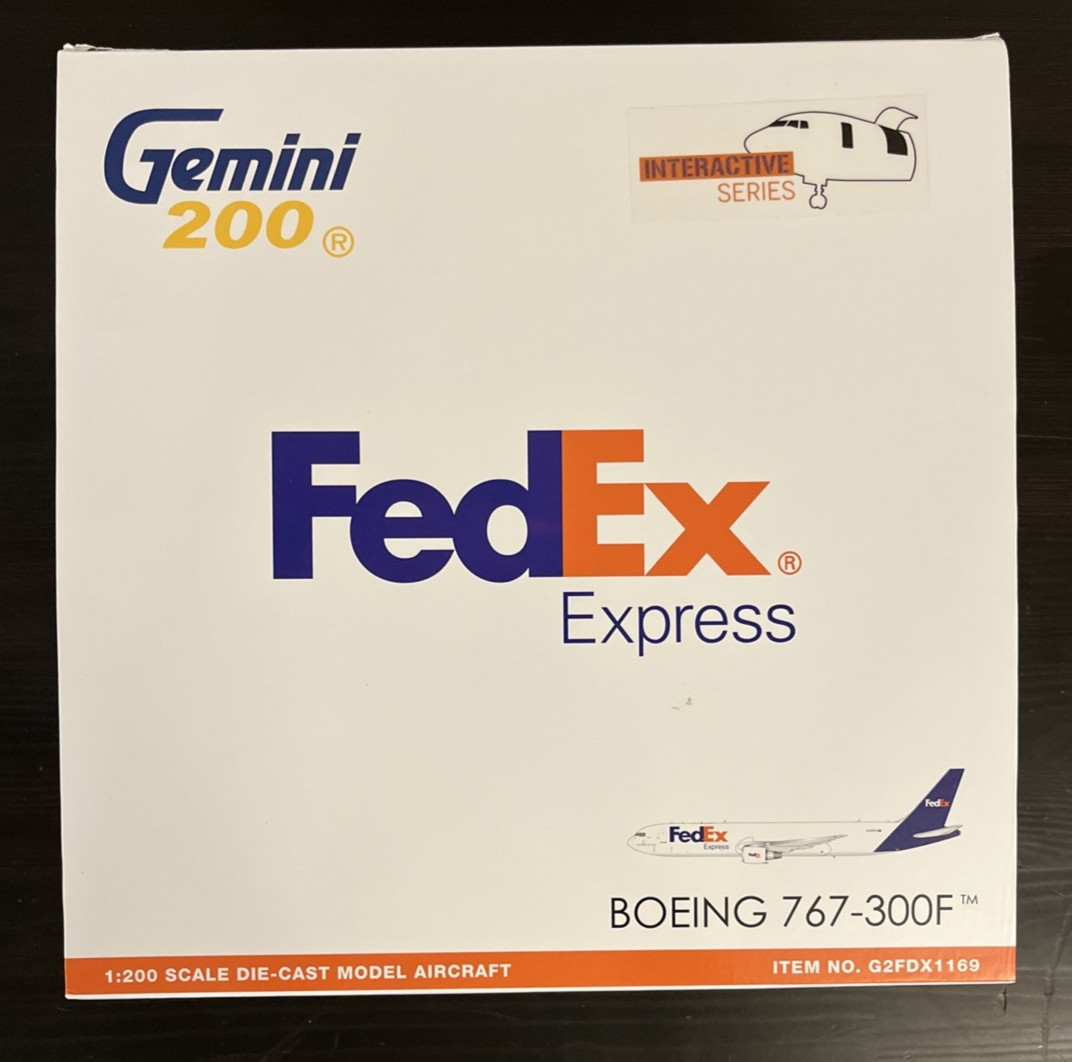 Gemini
200 ®
INTERACTIVE
SERIES
FedEx ®
Express
FedEx
FedEx
Express
FedEx
BOEING 767-300F™
1:200 SCALE DIE-CAST MODEL AIRCRAFT
ITEM NO. G2FDX1169